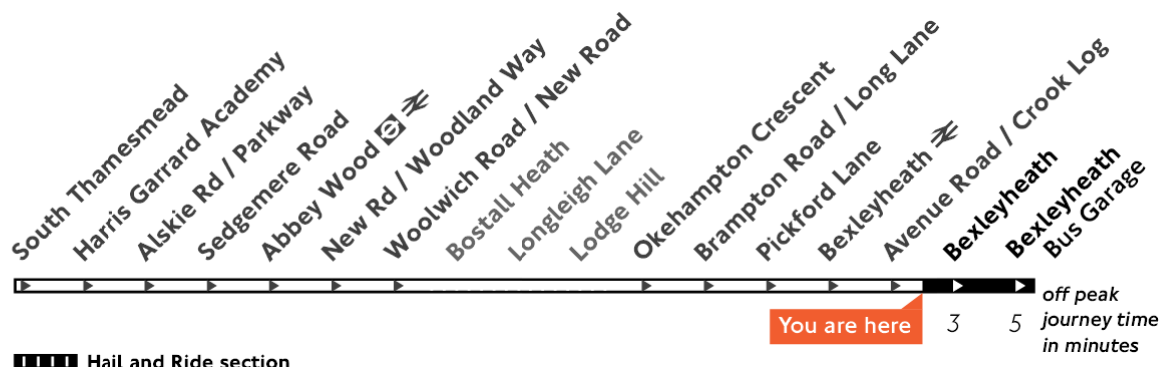 South Thamesmead
Harris Garrard Academy
Alskie Rd / Parkway
Sedgemere Road
Abbey Wood
New Rd / Woodland Way
Woolwich Road / New Road
Bostall Heath
Longleigh Lane
Lodge Hill
Okehampton Crescent
Brampton Road / Long Lane
Pickford Lane
Bexleyheath
Avenue Road / Crook Log
Bexleyheath
Bexleyheath
Bus Garage
You are here
3
5
off peak
journey time
in minutes
Hail and Ride section